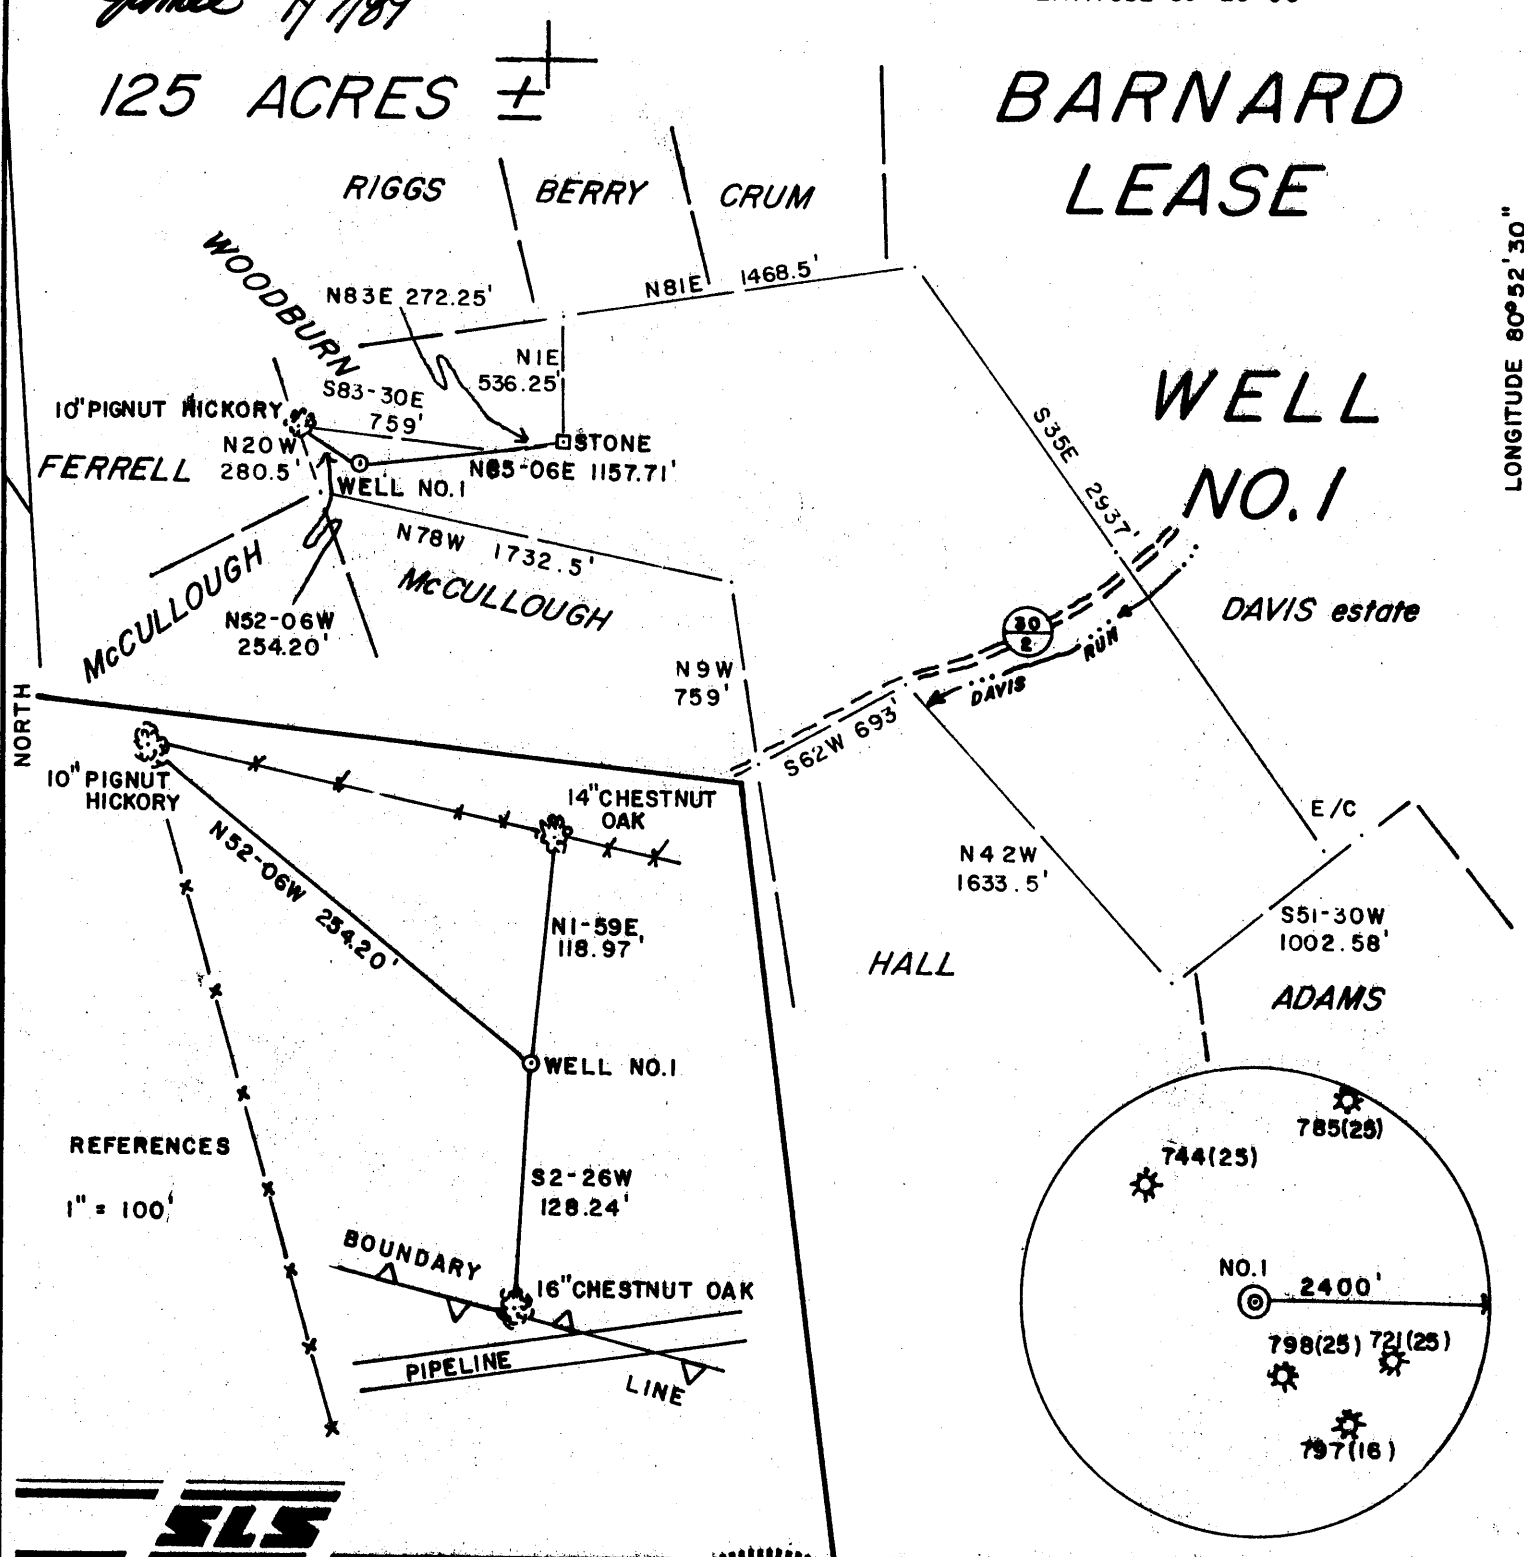 125 ACRES ±
BARNARD
LEASE
RIGGS
BERRY
CRUM
WOODBURN
N83E 272.25'
N81E 1468.5'
LONGITUDE 80°52'30"
N1E
536.25'
S83-30E
759'
10" PIGNUT HICKORY
N20W
280.5'
FERRELL
STONE
N85-06E 1157.71'
WELL NO.1
WELL
NO.1
S35E 2937'
N78W 1732.5'
McCULLOUGH
McCULLOUGH
N52-06W
254.20'
DAVIS estate
30
2
DAVIS RUN
N9W
759'
S62W 693'
NORTH
10" PIGNUT
HICKORY
14" CHESTNUT
OAK
N52-06W 254.20'
N1-59E
118.97'
E/C
N42W
1633.5'
S51-30W
1002.58'
HALL
ADAMS
WELL NO.1
REFERENCES
1" = 100'
S2-26W
128.24'
BOUNDARY
16" CHESTNUT OAK
PIPELINE
LINE
785(25)
744(25)
NO.1
2400'
798(25)
721(25)
797(16)
SLS